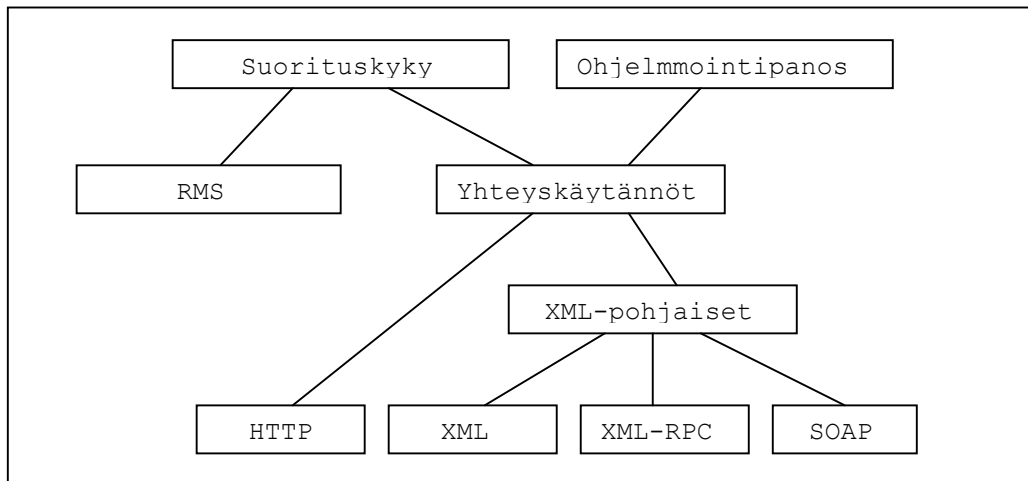 Suorituskyky
Ohjelmmointipanos
RMS
Yhteyskäytännöt
XML-pohjaiset
HTTP
XML
XML-RPC
SOAP